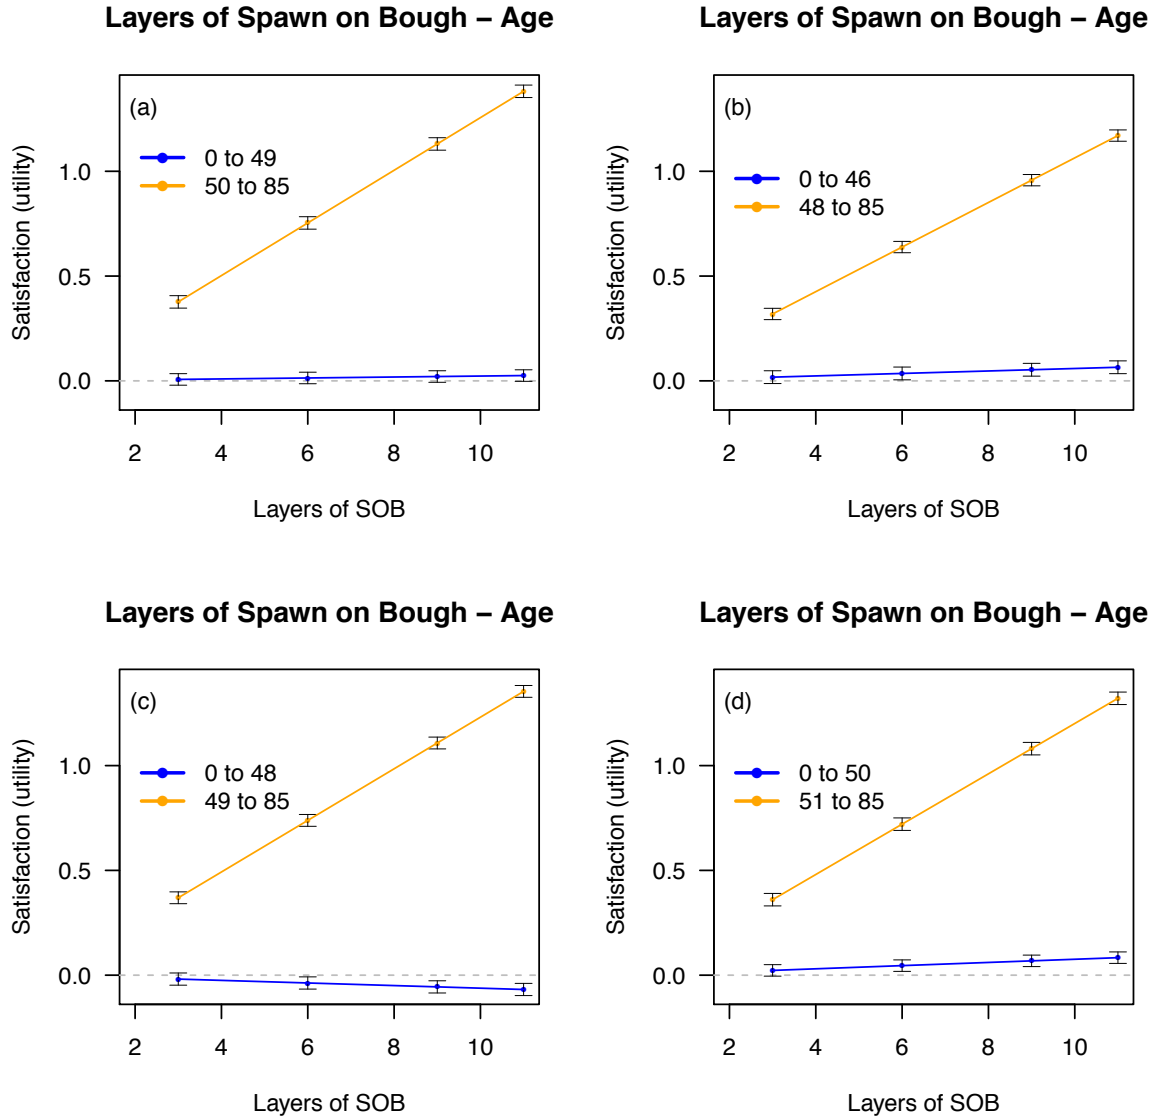 Layers of Spawn on Bough – Age
(a)
0 to 49
50 to 85
Satisfaction (utility)
1.0
0.5
0.0
2 4 6 8 10
Layers of SOB
Layers of Spawn on Bough – Age
(b)
0 to 46
48 to 85
Satisfaction (utility)
1.0
0.5
0.0
2 4 6 8 10
Layers of SOB
Layers of Spawn on Bough – Age
(c)
0 to 48
49 to 85
Satisfaction (utility)
1.0
0.5
0.0
2 4 6 8 10
Layers of SOB
Layers of Spawn on Bough – Age
(d)
0 to 50
51 to 85
Satisfaction (utility)
1.0
0.5
0.0
2 4 6 8 10
Layers of SOB